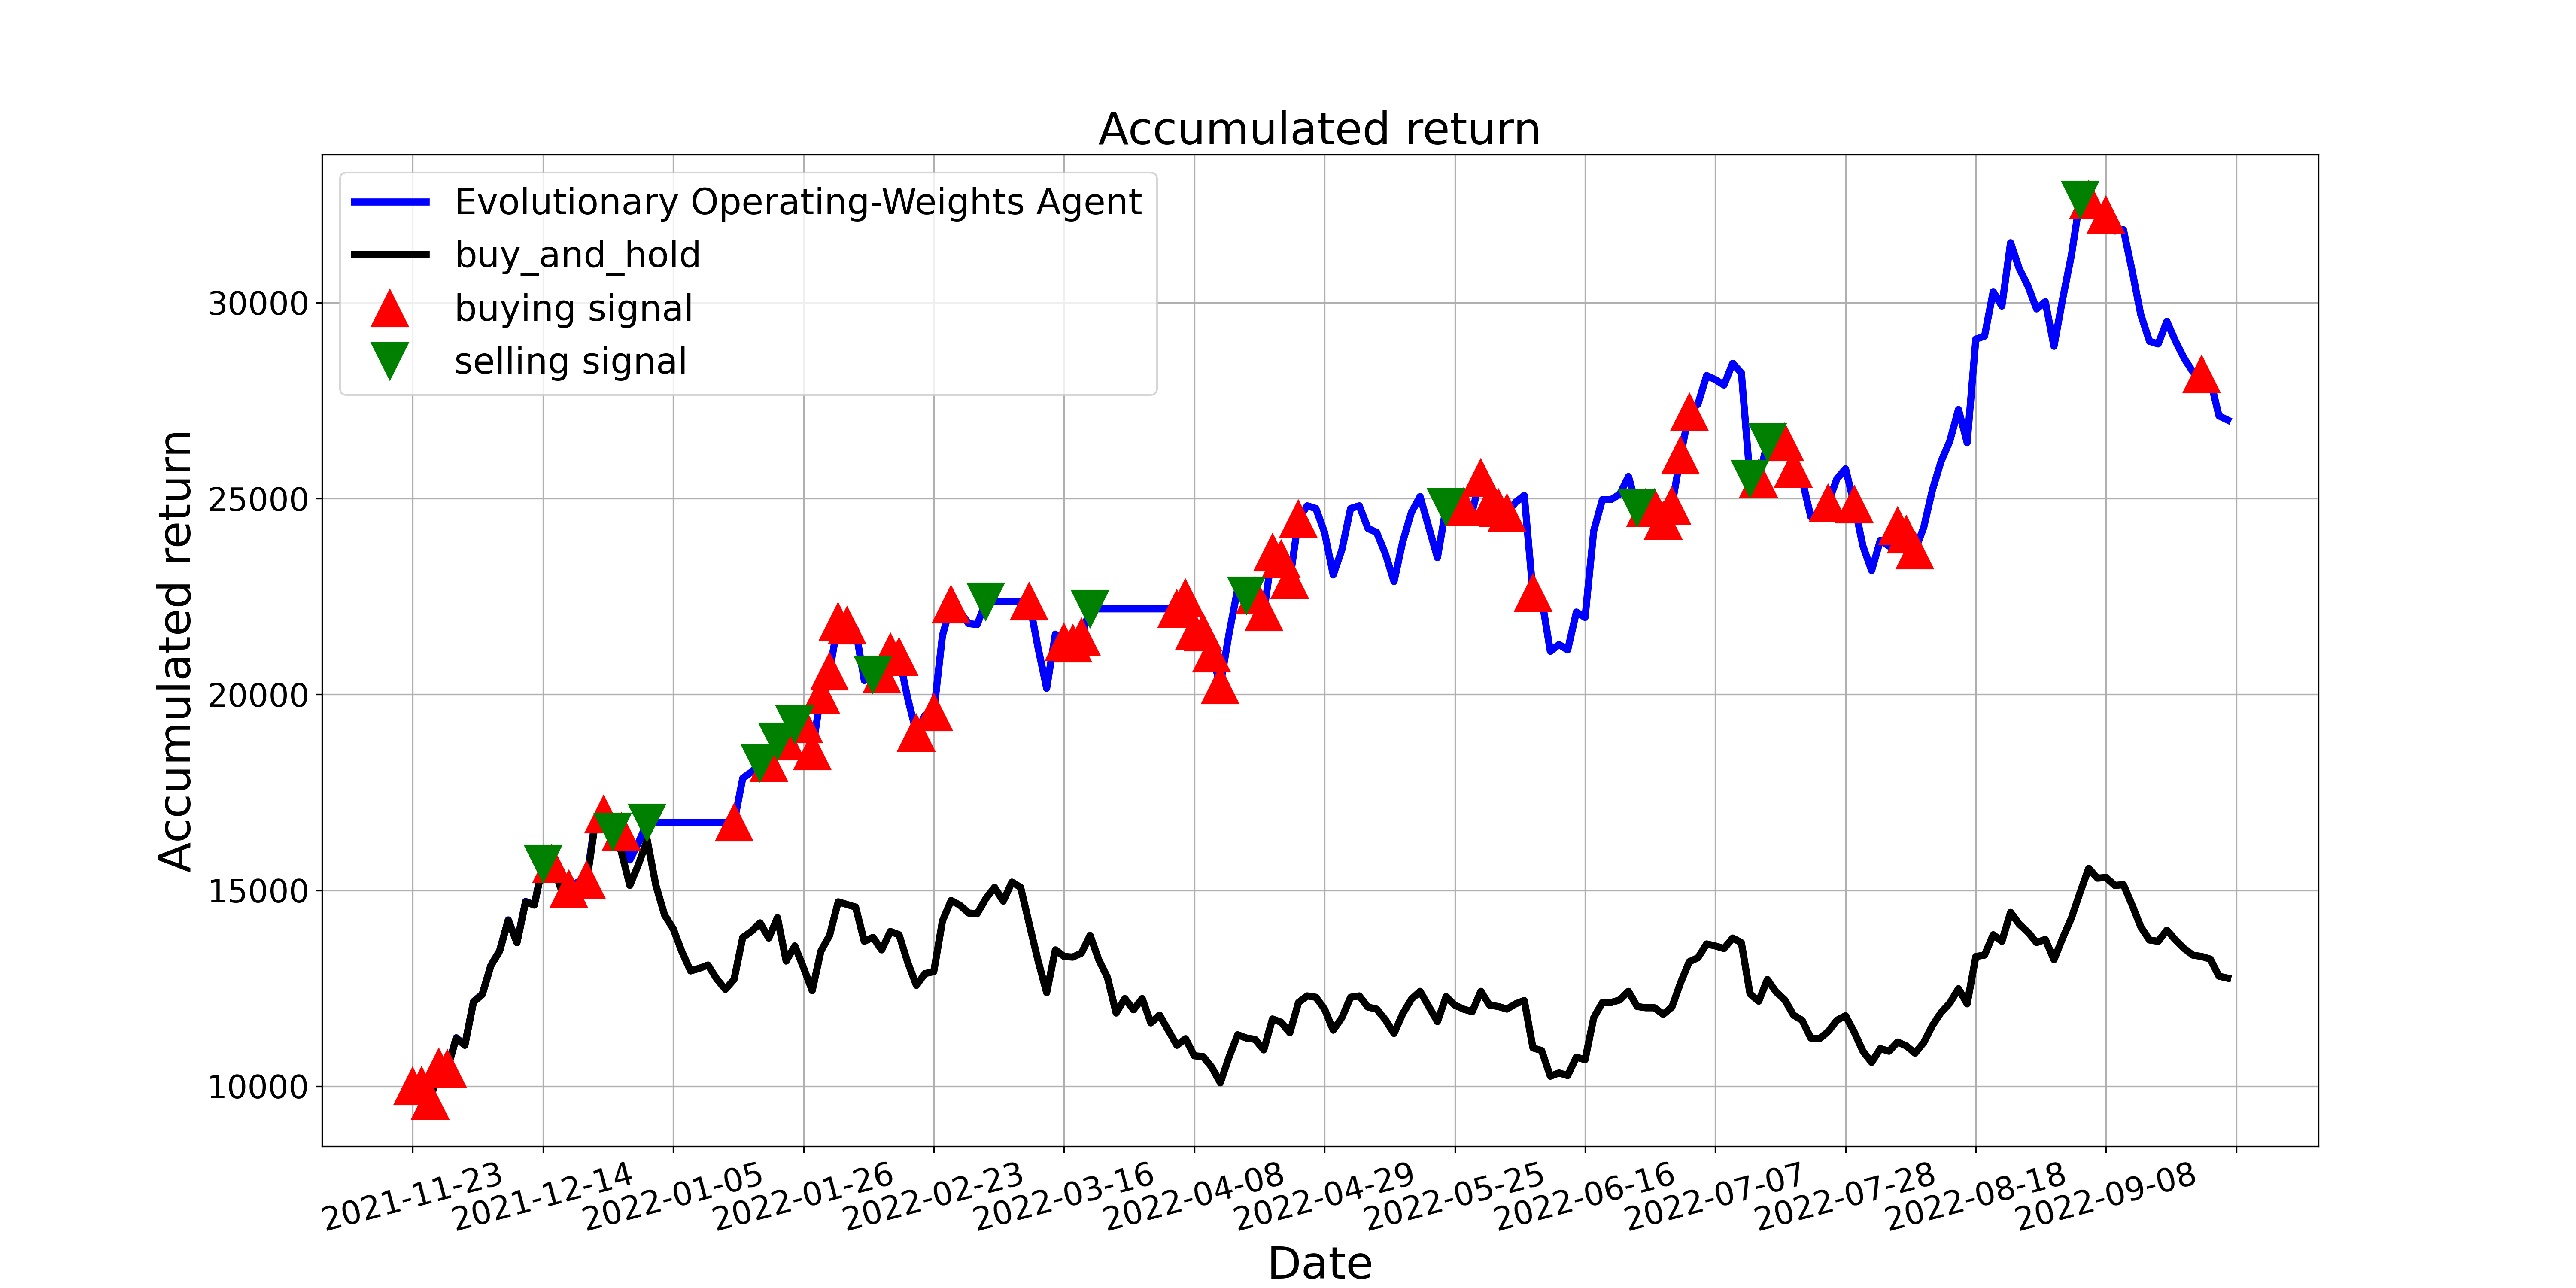 Accumulated return
Evolutionary Operating-Weights Agent
buy_and_hold
buying signal
selling signal
Accumulated return
30000
25000
20000
15000
10000
2021-11-23
2021-12-14
2022-01-05
2022-01-26
2022-02-23
2022-03-16
2022-04-08
2022-04-29
2022-05-25
2022-06-16
2022-07-07
2022-07-28
2022-08-18
2022-09-08
Date